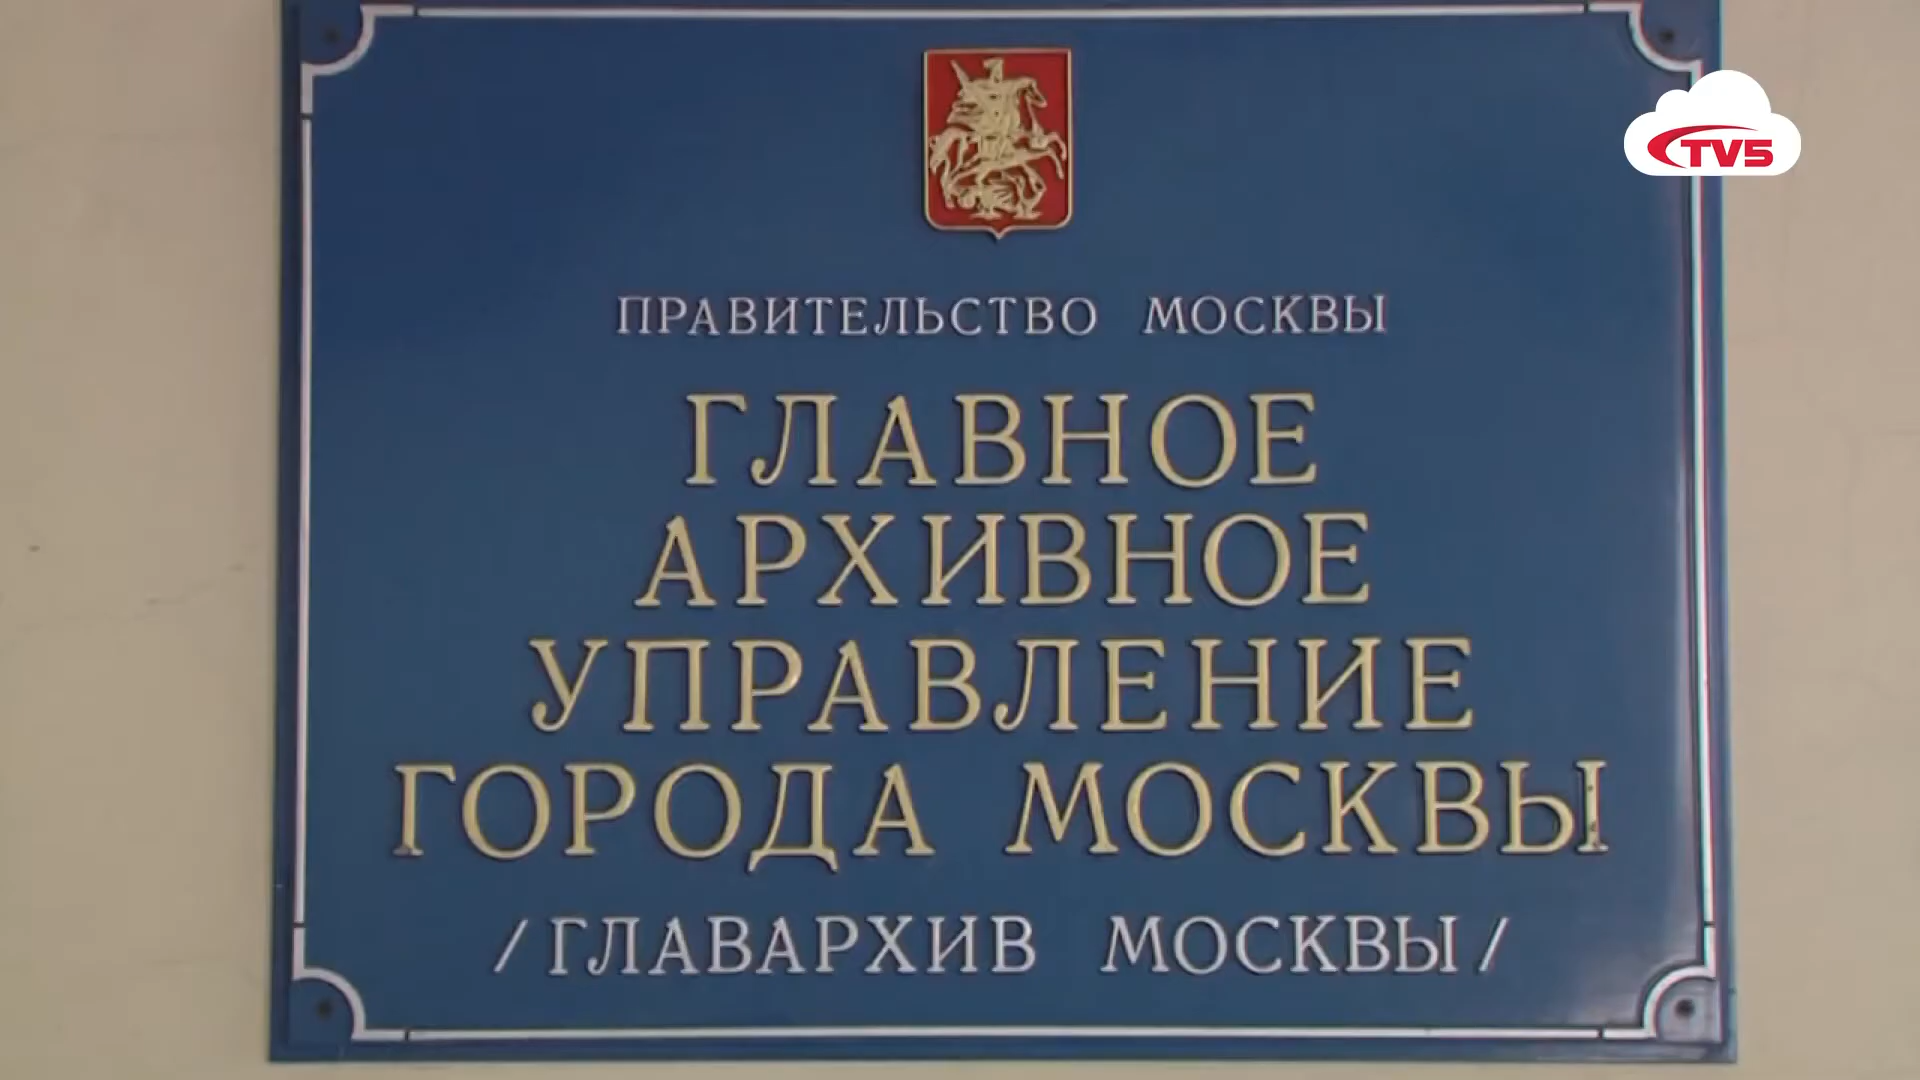 TV5
ПРАВИТЕЛЬСТВО МОСКВЫ
ГЛАВНОЕ
АРХИВНОЕ
УПРАВЛЕНИЕ
ГОРОДА МОСКВЫ
/ГЛАВАРХИВ МОСКВЫ/